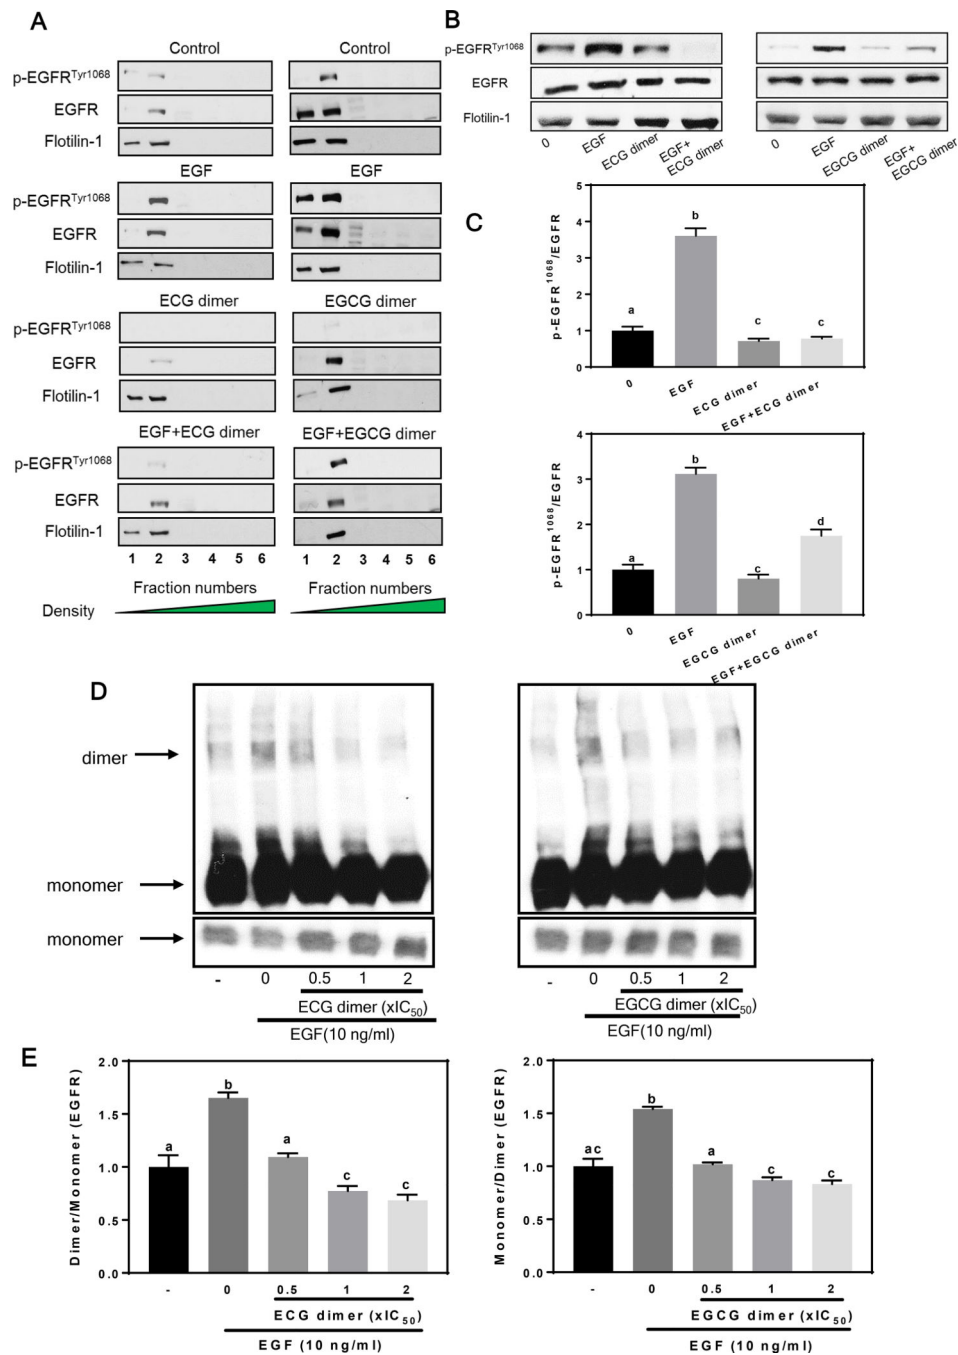 A
Control
p-EGFRTyr1068
EGFR
Flotilin-1
EGF
EGF
p-EGFRTyr1068
EGFR
Flotilin-1
ECG dimer
EGCG dimer
p-EGFRTyr1068
EGFR
Flotilin-1
EGF+ECG dimer
EGF+EGCG dimer
p-EGFRTyr1068
EGFR
Flotilin-1
1 2 3 4 5 6
1 2 3 4 5 6
Fraction numbers
Fraction numbers
Density
B
p-EGFRTyr1068
EGFR
Flotilin-1
0
EGF
ECG dimer
EGF+
ECG dimer
0
EGF
EGCG dimer
EGF+
EGCG dimer
C
p-EGFR1068/EGFR
5
4
3
2
1
0
a
b
c
c
0
EGF
ECG dimer
EGF+ECG dimer
p-EGFR1068/EGFR
4
3
2
1
0
a
b
c
d
0
EGF
EGCG dimer
EGF+EGCG dimer
D
dimer
monomer
monomer
- 0 0.5 1 2
ECG dimer (xIC50)
EGF(10 ng/ml)
- 0 0.5 1 2
EGCG dimer (xIC50)
EGF(10 ng/ml)
E
Dimer/Monomer (EGFR)
2.0
1.5
1.0
0.5
0.0
a
b
a
c
c
- 0 0.5 1 2
ECG dimer (xIC50)
EGF (10 ng/ml)
Monomer/Dimer (EGFR)
2.0
1.5
1.0
0.5
0.0
ac
b
a
c
c
- 0 0.5 1 2
EGCG dimer (xIC50)
EGF (10 ng/ml)